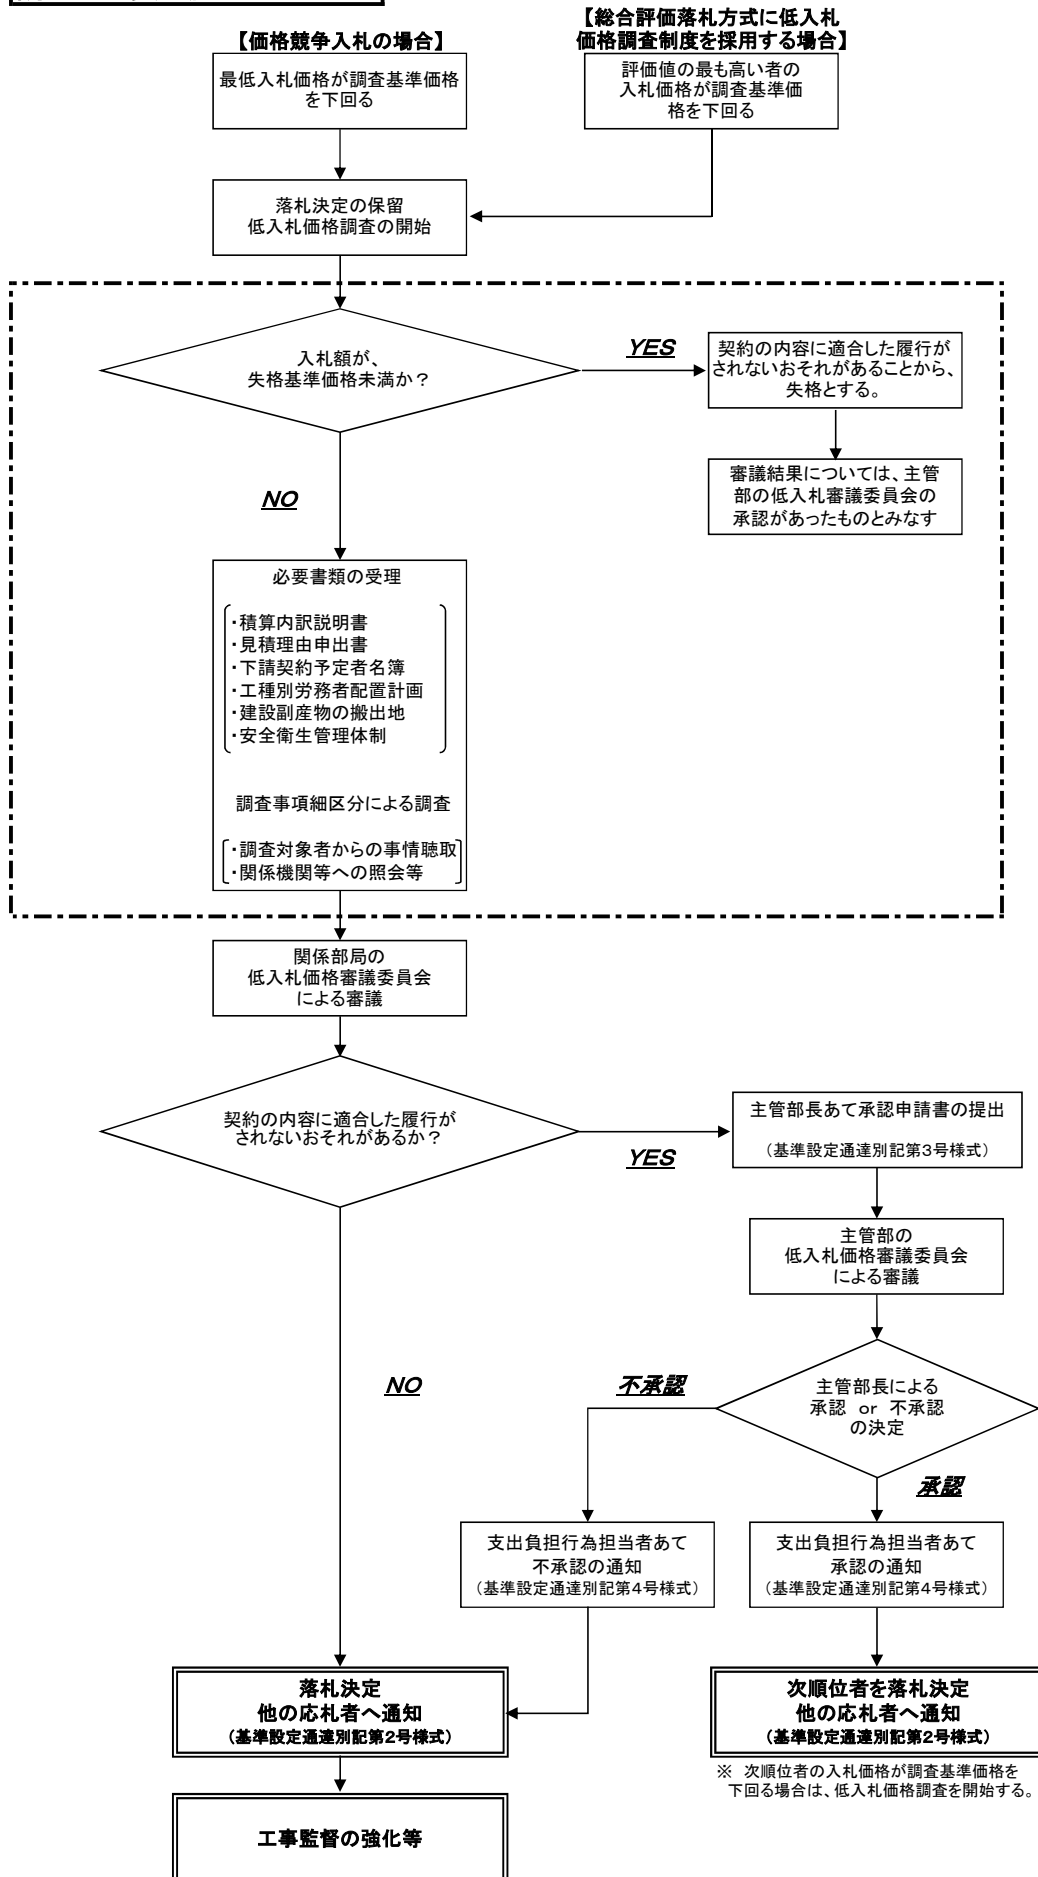 【価格競争入札の場合】
【総合評価落札方式に低入札
価格調査制度を採用する場合】
最低入札価格が調査基準価格
を下回る
評価値の最も高い者の
入札価格が調査基準価
格を下回る
落札決定の保留
低入札価格調査の開始
入札額が、
失格基準価格未満か？
YES
契約の内容に適合した履行が
されないおそれがあることから、
失格とする。
審議結果については、主管
部の低入札審議委員会の
承認があったものとみなす
NO
必要書類の受理
・積算内訳説明書
・見積理由申出書
・下請契約予定者名簿
・工種別労務者配置計画
・建設副産物の搬出地
・安全衛生管理体制
調査事項細区分による調査
・調査対象者からの事情聴取
・関係機関等への照会等
関係部局の
低入札価格審議委員会
による審議
契約の内容に適合した履行が
されないおそれがあるか？
YES
主管部長あて承認申請書の提出
（基準設定通達別記第3号様式）
主管部の
低入札価格審議委員会
による審議
NO
不承認
主管部長による
承認 or 不承認
の決定
承認
支出負担行為担当者あて
不承認の通知
（基準設定通達別記第4号様式）
支出負担行為担当者あて
承認の通知
（基準設定通達別記第4号様式）
落札決定
他の応札者へ通知
（基準設定通達別記第2号様式）
次順位者を落札決定
他の応札者へ通知
（基準設定通達別記第2号様式）
※ 次順位者の入札価格が調査基準価格を
下回る場合は、低入札価格調査を開始する。
工事監督の強化等